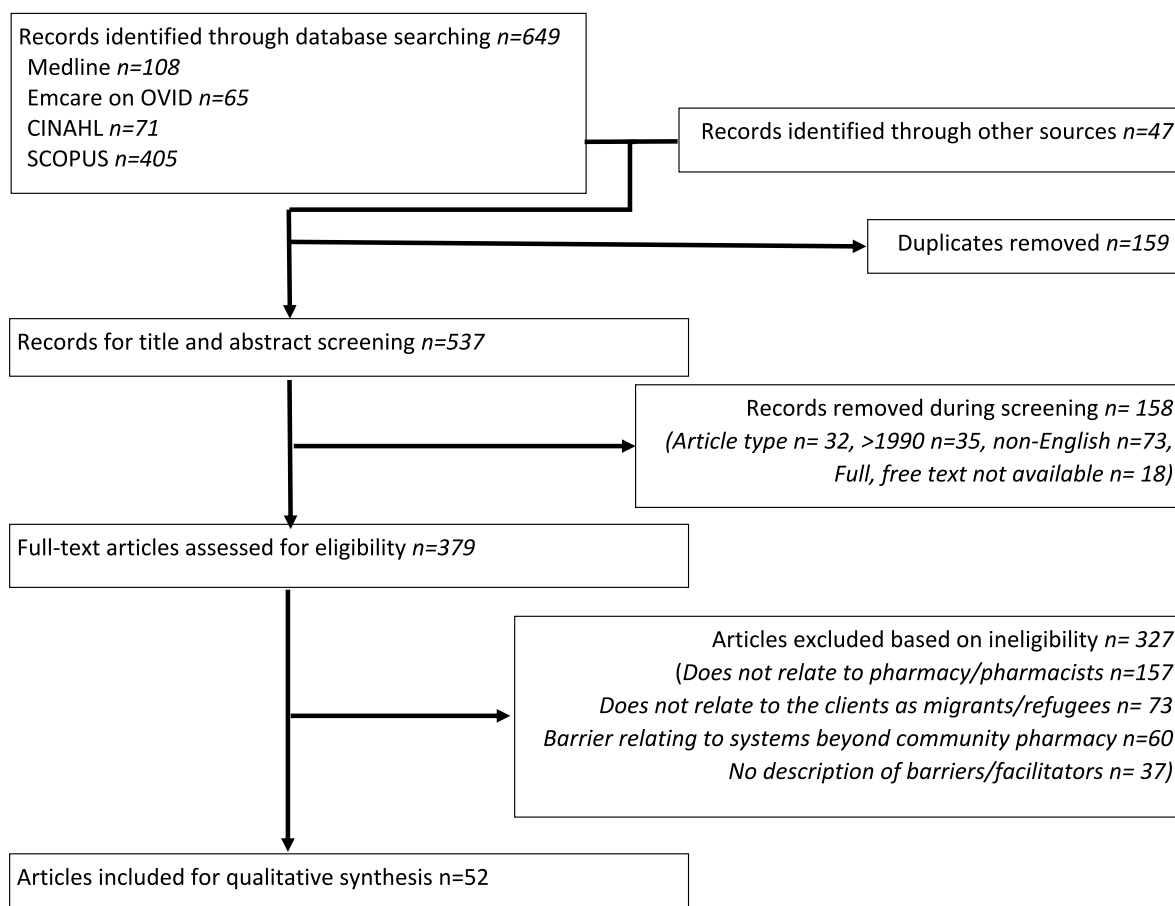 Records identified through database searching n=649
Medline n=108
Emcare on OVID n=65
CINAHL n=71
SCOPUS n=405
Records identified through other sources n=47
Duplicates removed n=159
Records for title and abstract screening n=537
Records removed during screening n= 158
(Article type n= 32, >1990 n=35, non-English n=73,
Full, free text not available n= 18)
Full-text articles assessed for eligibility n=379
Articles excluded based on ineligibility n= 327
(Does not relate to pharmacy/pharmacists n=157
Does not relate to the clients as migrants/refugees n= 73
Barrier relating to systems beyond community pharmacy n=60
No description of barriers/facilitators n= 37)
Articles included for qualitative synthesis n=52